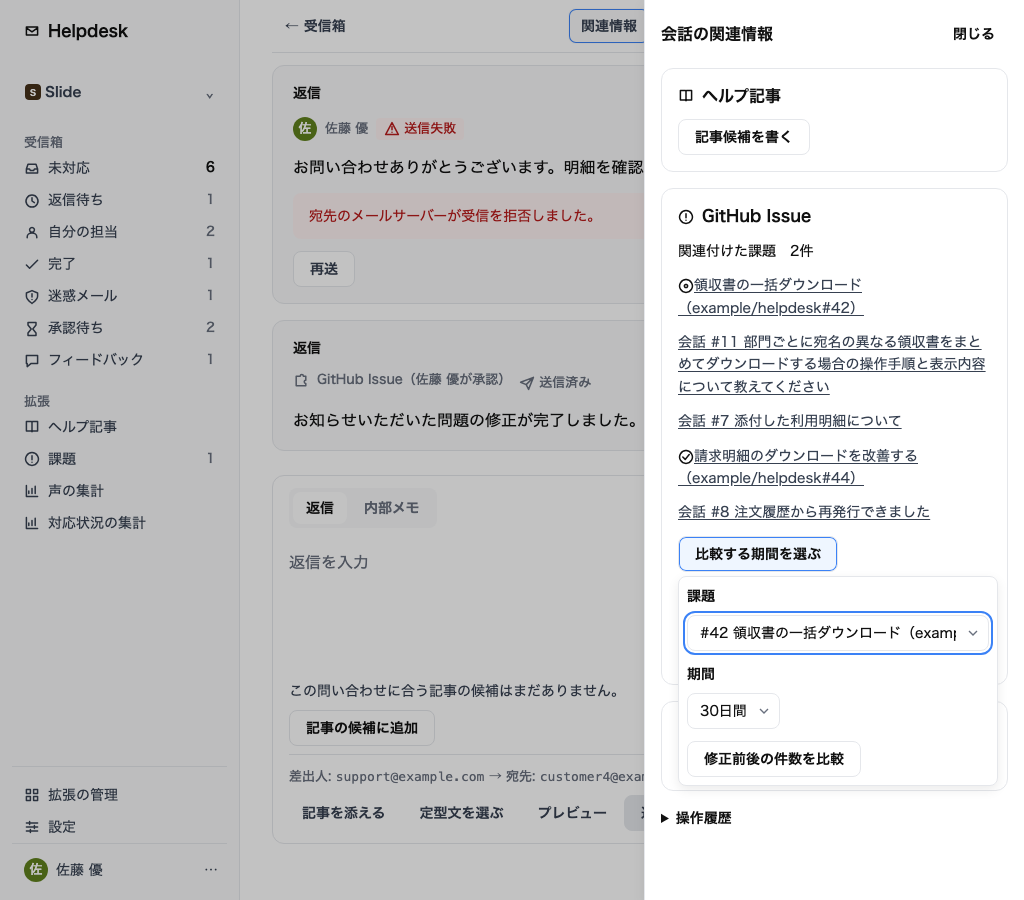 Helpdesk
S Slide
受信箱
未対応 6
返信待ち 1
自分の担当 2
完了 1
迷惑メール 1
承認待ち 2
フィードバック 1
拡張
ヘルプ記事
課題 1
声の集計
対応状況の集計
拡張の管理
設定
佐 佐藤 優 ...
← 受信箱
関連情報
返信
佐 佐藤 優 送信失敗
お問い合わせありがとうございます。明細を確認
宛先のメールサーバーが受信を拒否しました。
再送
返信
GitHub Issue（佐藤 優が承認） 送信済み
お知らせいただいた問題の修正が完了しました。
返信 内部メモ
返信を入力
この問い合わせに合う記事の候補はまだありません。
記事の候補に追加
差出人: support@example.com → 宛先: customer4@exa
記事を添える 定型文を選ぶ プレビュー
会話の関連情報 閉じる
ヘルプ記事
記事候補を書く
GitHub Issue
関連付けた課題 2件
領収書の一括ダウンロード
（example/helpdesk#42）
会話 #11 部門ごとに宛名の異なる領収書をまと
めてダウンロードする場合の操作手順と表示内容
について教えてください
会話 #7 添付した利用明細について
請求明細のダウンロードを改善する
（example/helpdesk#44）
会話 #8 注文履歴から再発行できました
比較する期間を選ぶ
課題
#42 領収書の一括ダウンロード（exam
期間
30日間
修正前後の件数を比較
操作履歴